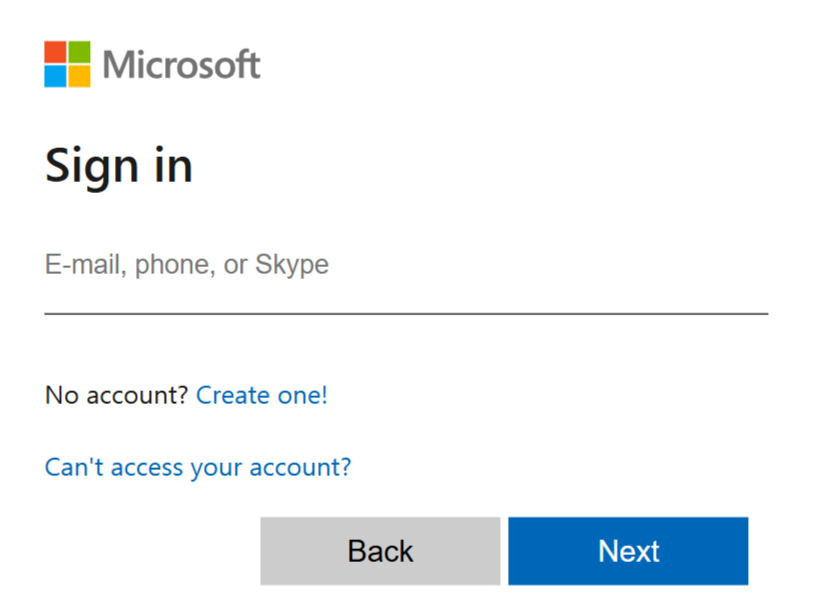 Microsoft
Sign in
E-mail, phone, or Skype
No account? Create one!
Can't access your account?
Back Next